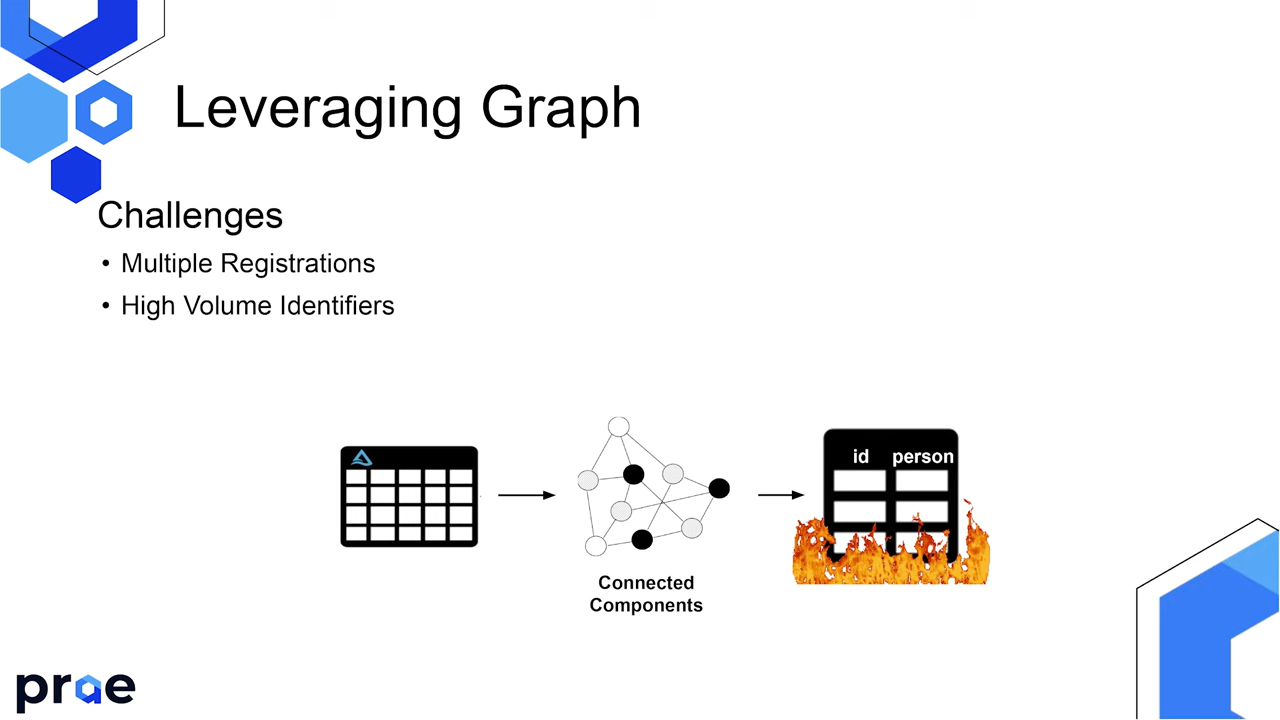 Leveraging Graph
Challenges
• Multiple Registrations
• High Volume Identifiers
id person
Connected
Components
prae